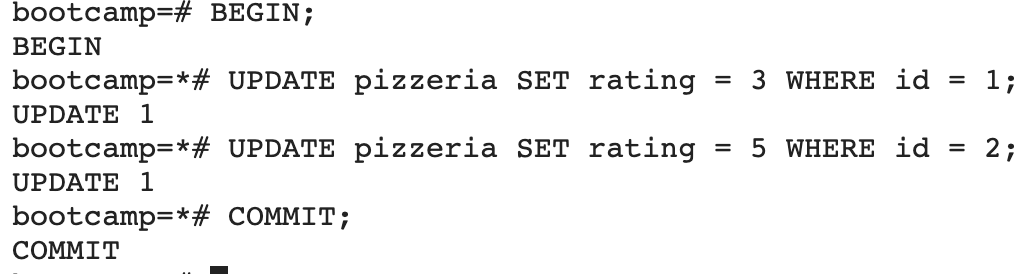 bootcamp=# BEGIN;
BEGIN
bootcamp=*# UPDATE pizzeria SET rating = 3 WHERE id = 1;
UPDATE 1
bootcamp=*# UPDATE pizzeria SET rating = 5 WHERE id = 2;
UPDATE 1
bootcamp=*# COMMIT;
COMMIT